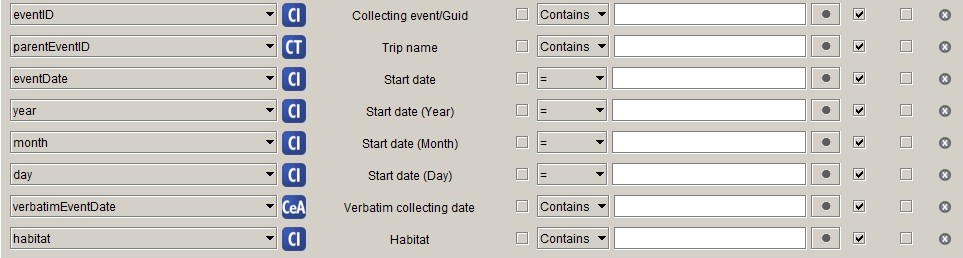 eventID CI Collecting event/Guid Contains
parentEventID CT Trip name Contains
eventDate CI Start date =
year CI Start date (Year) =
month CI Start date (Month) =
day CI Start date (Day) =
verbatimEventDate CeA Verbatim collecting date Contains
habitat CI Habitat Contains